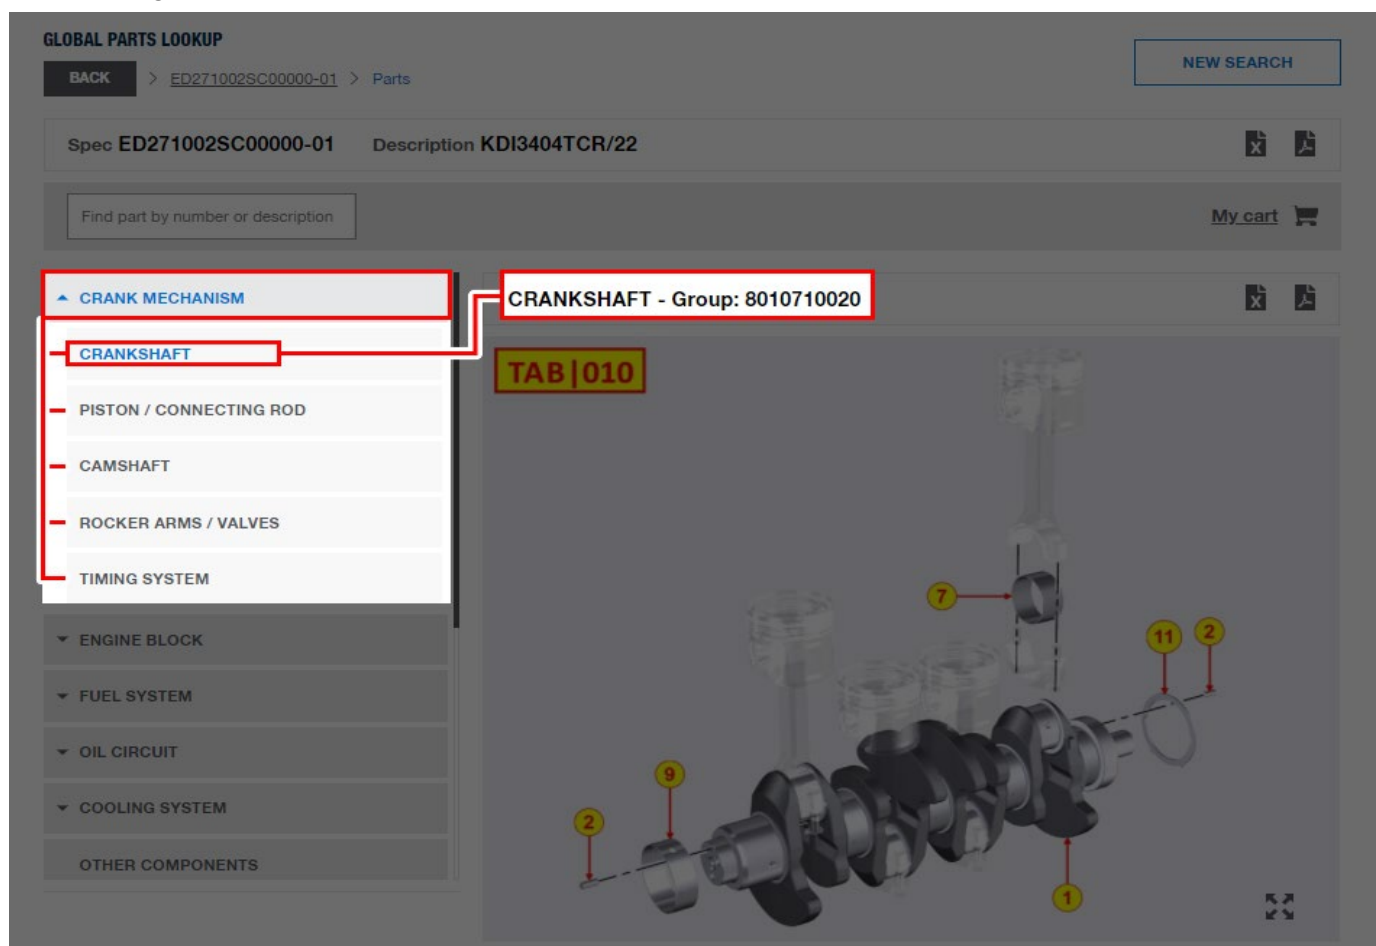 GLOBAL PARTS LOOKUP
BACK > ED271002SC00000-01 > Parts
NEW SEARCH
Spec ED271002SC00000-01 Description KDI3404TCR/22
Find part by number or description
My cart
CRANK MECHANISM
CRANKSHAFT
PISTON / CONNECTING ROD
CAMSHAFT
ROCKER ARMS / VALVES
TIMING SYSTEM
ENGINE BLOCK
FUEL SYSTEM
OIL CIRCUIT
COOLING SYSTEM
OTHER COMPONENTS
CRANKSHAFT - Group: 8010710020
TAB|010
7
11
2
9
2
1